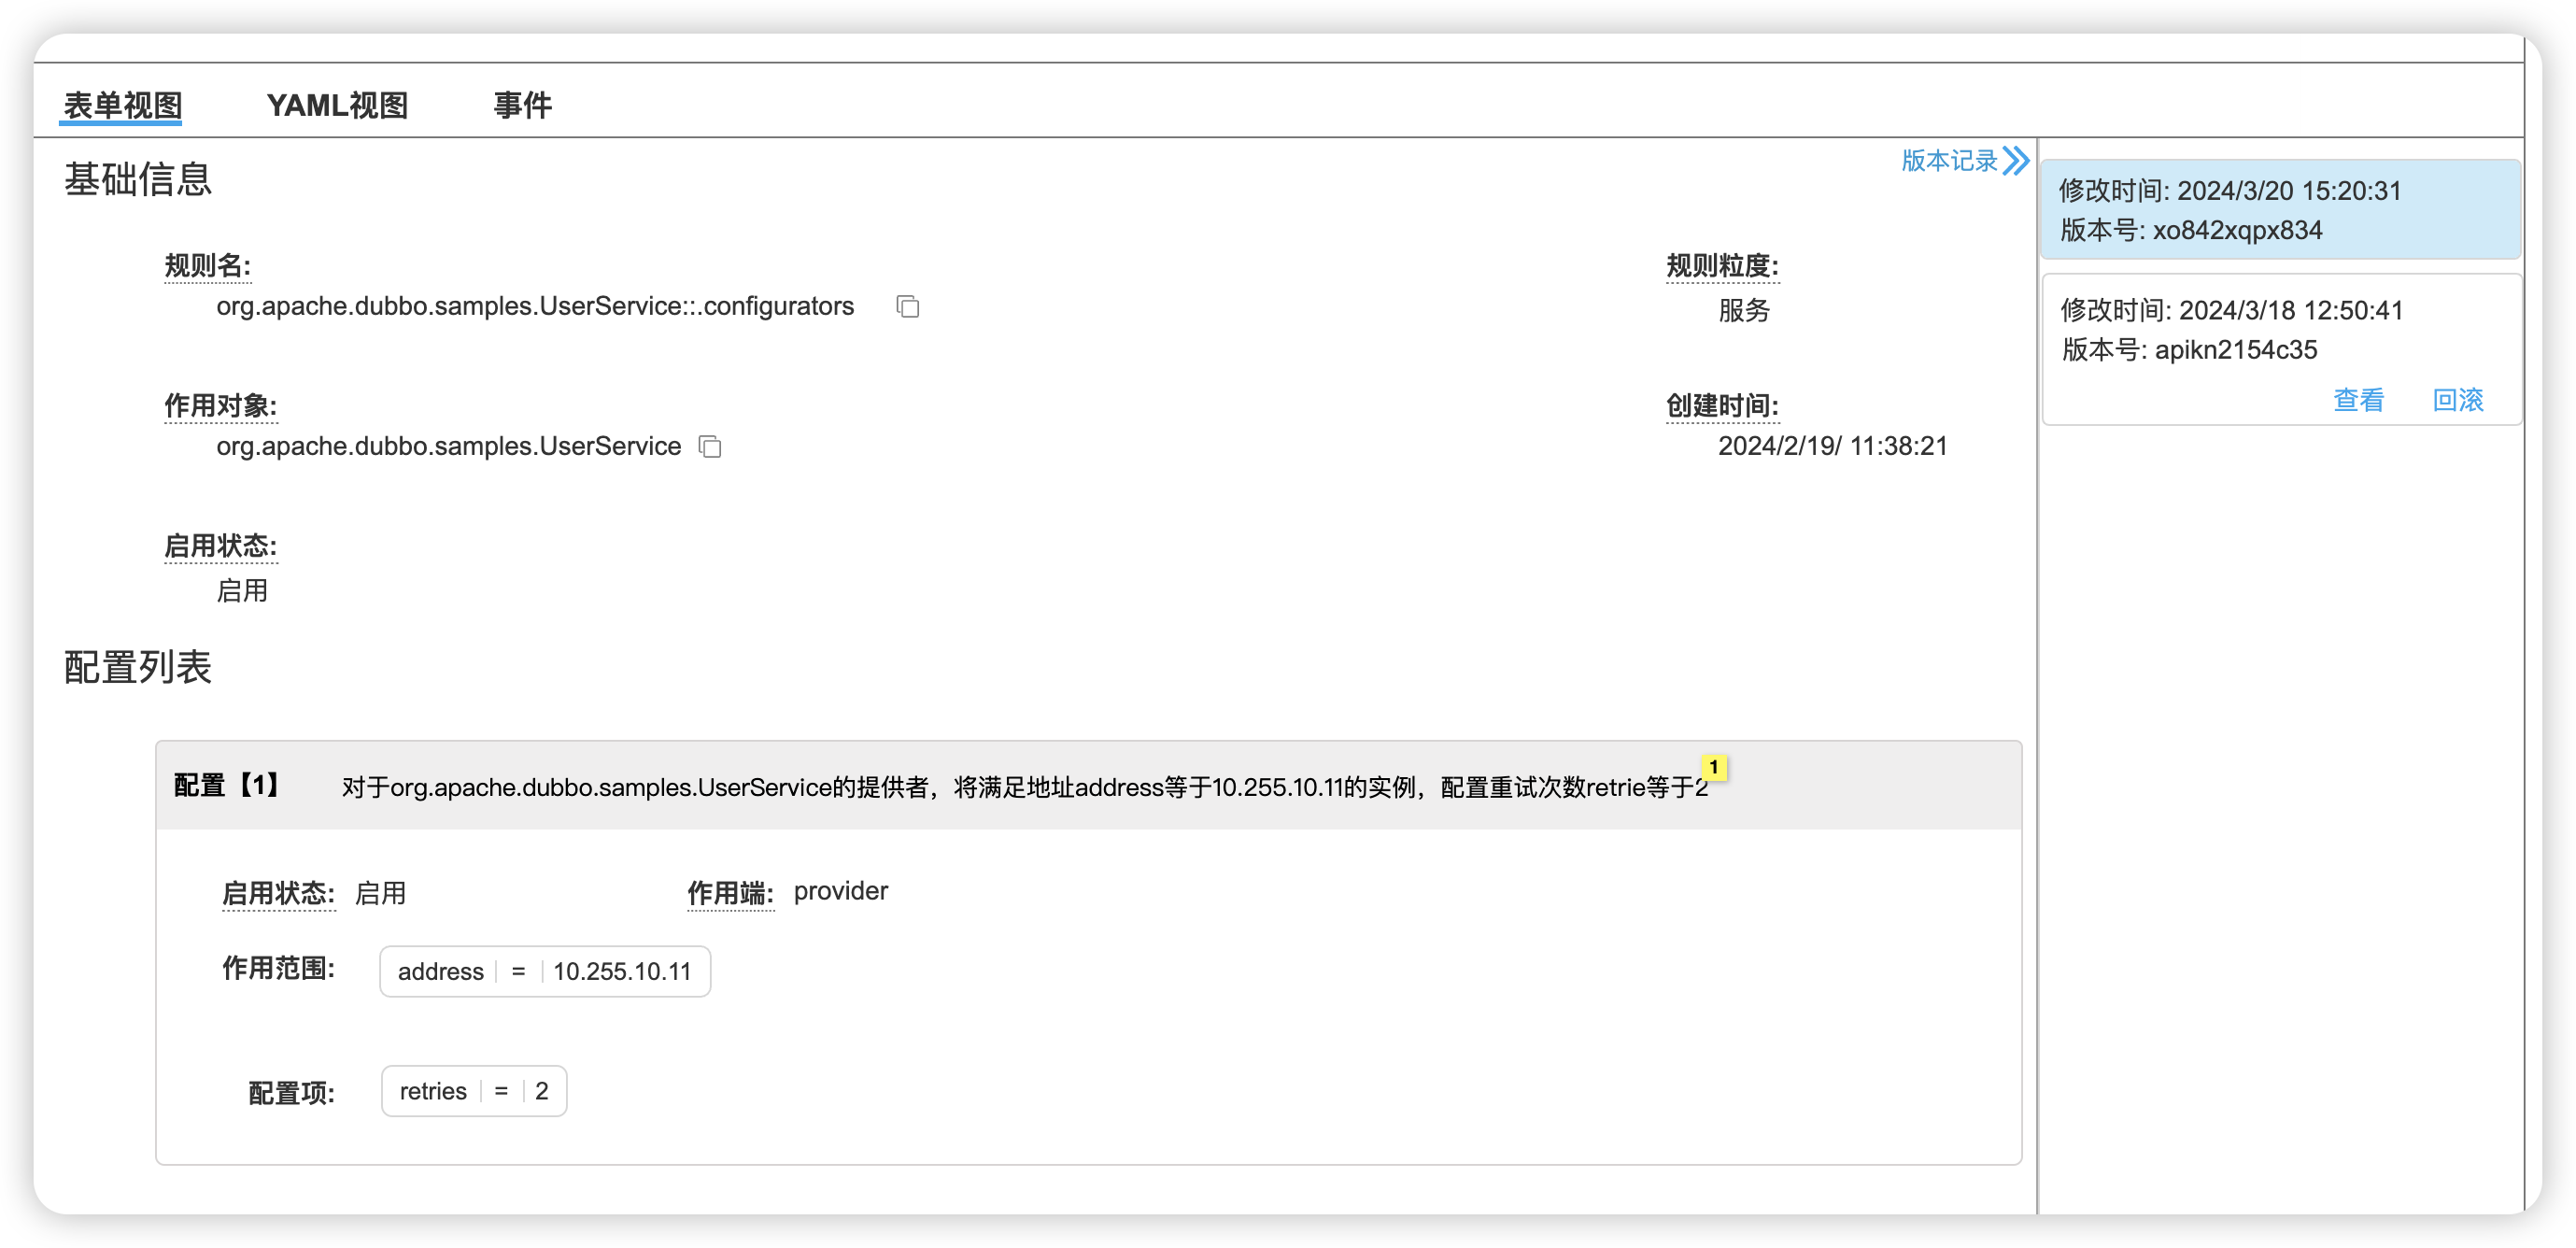 表单视图 YAML视图 事件
基础信息
版本记录
规则名:
org.apache.dubbo.samples.UserService::.configurators
规则粒度:
服务
作用对象:
org.apache.dubbo.samples.UserService
创建时间:
2024/2/19/ 11:38:21
启用状态:
启用
配置列表
配置【1】 对于org.apache.dubbo.samples.UserService的提供者，将满足地址address等于10.255.10.11的实例，配置重试次数retrie等于2
1
启用状态: 启用 作用端: provider
作用范围: address = 10.255.10.11
配置项: retries = 2
修改时间: 2024/3/20 15:20:31
版本号: xo842xqpx834
修改时间: 2024/3/18 12:50:41
版本号: apikn2154c35
查看 回滚